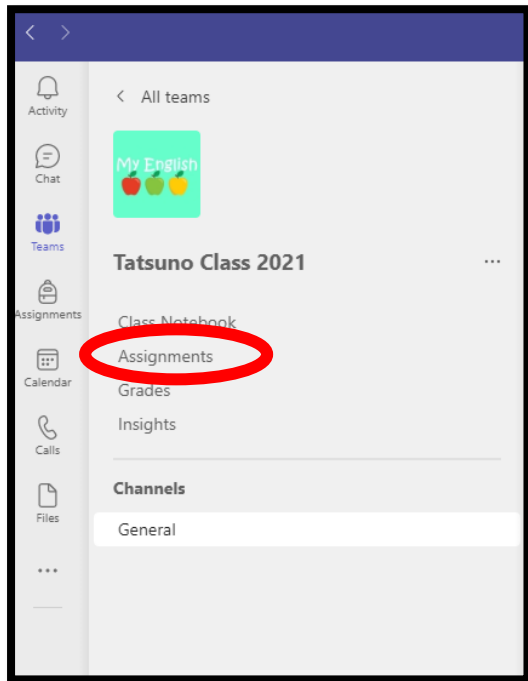 Activity
Chat
Teams
Assignments
Calendar
Calls
Files
All teams
My English
Tatsuno Class 2021
Class Notebook
Assignments
Grades
Insights
Channels
General